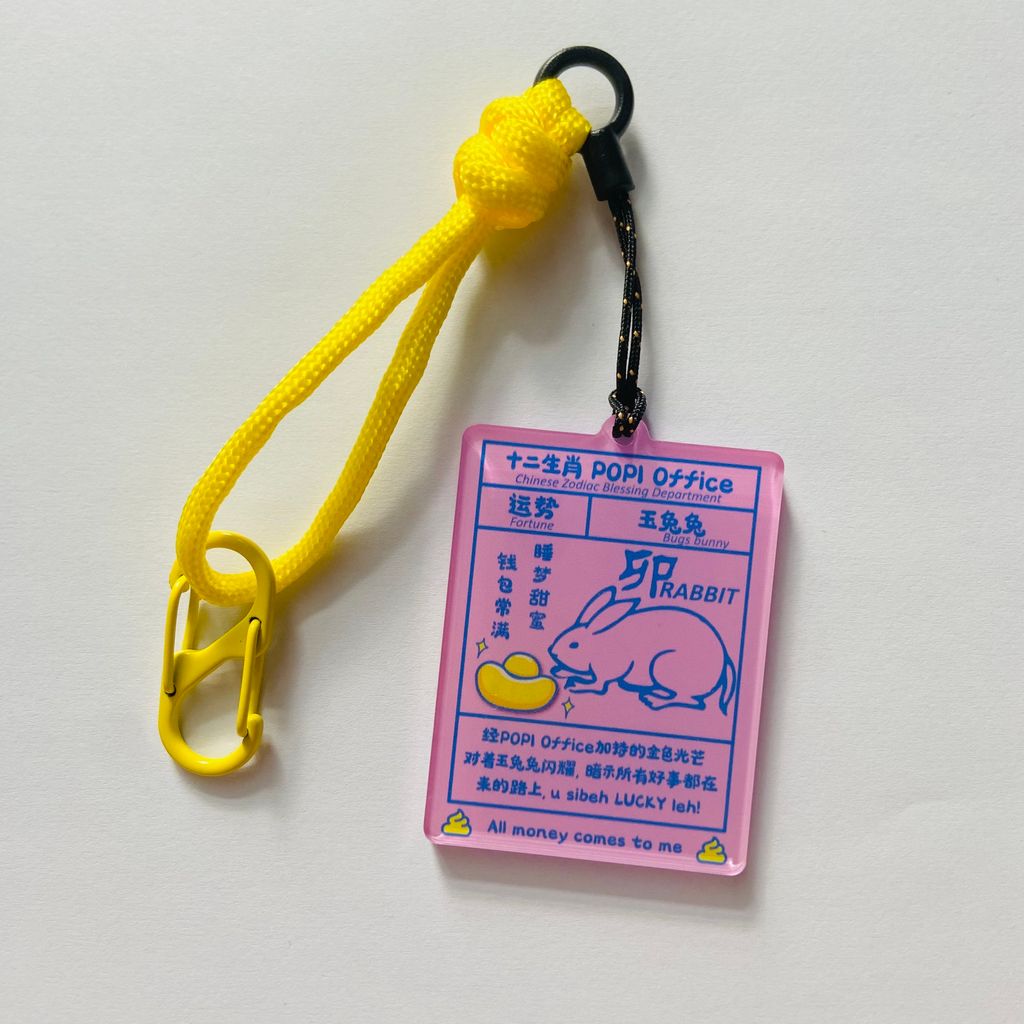 十二生肖 POPI Office
Chinese Zodiac Blessing Department
运势
Fortune
玉兔兔
Bugs bunny
睡梦甜蜜
钱包常满
卯RABBIT
经POPI Office加持的金色光芒
对着玉兔兔闪耀, 暗示所有好事都在
来的路上, u sibeh LUCKY leh!
All money comes to me